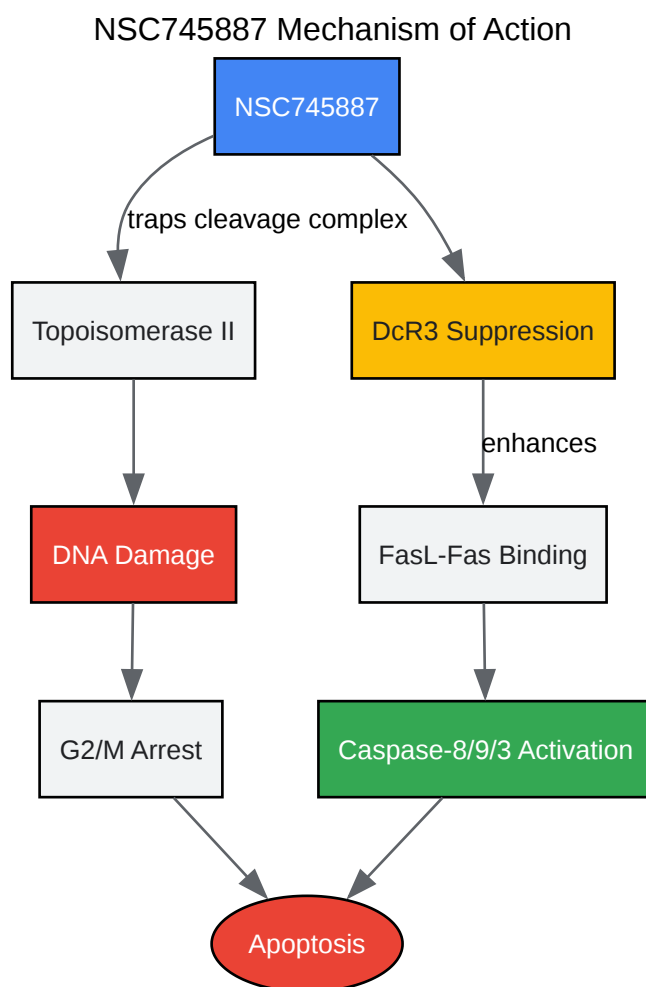 NSC745887 Mechanism of Action
NSC745887
traps cleavage complex
Topoisomerase II
DcR3 Suppression
enhances
DNA Damage
FasL-Fas Binding
G2/M Arrest
Caspase-8/9/3 Activation
Apoptosis